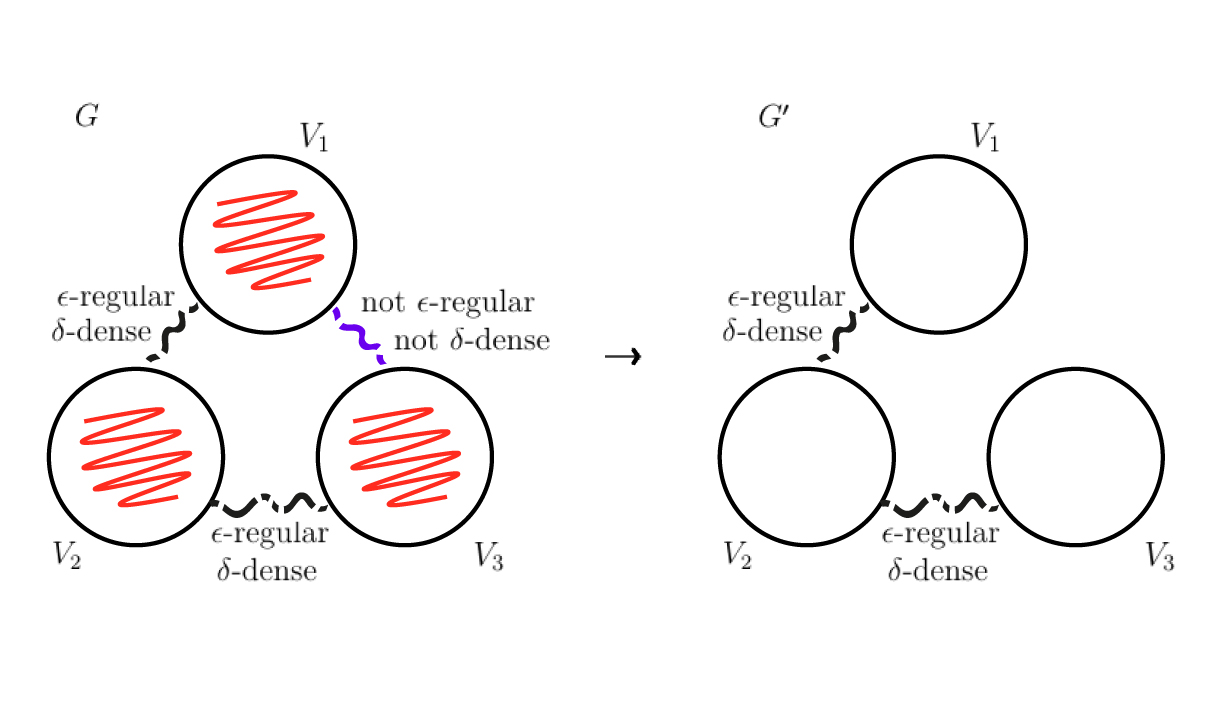 G
V₁
ϵ-regular
δ-dense
not ϵ-regular
not δ-dense
V₂
ϵ-regular
δ-dense
V₃
→
G′
V₁
ϵ-regular
δ-dense
V₂
ϵ-regular
δ-dense
V₃